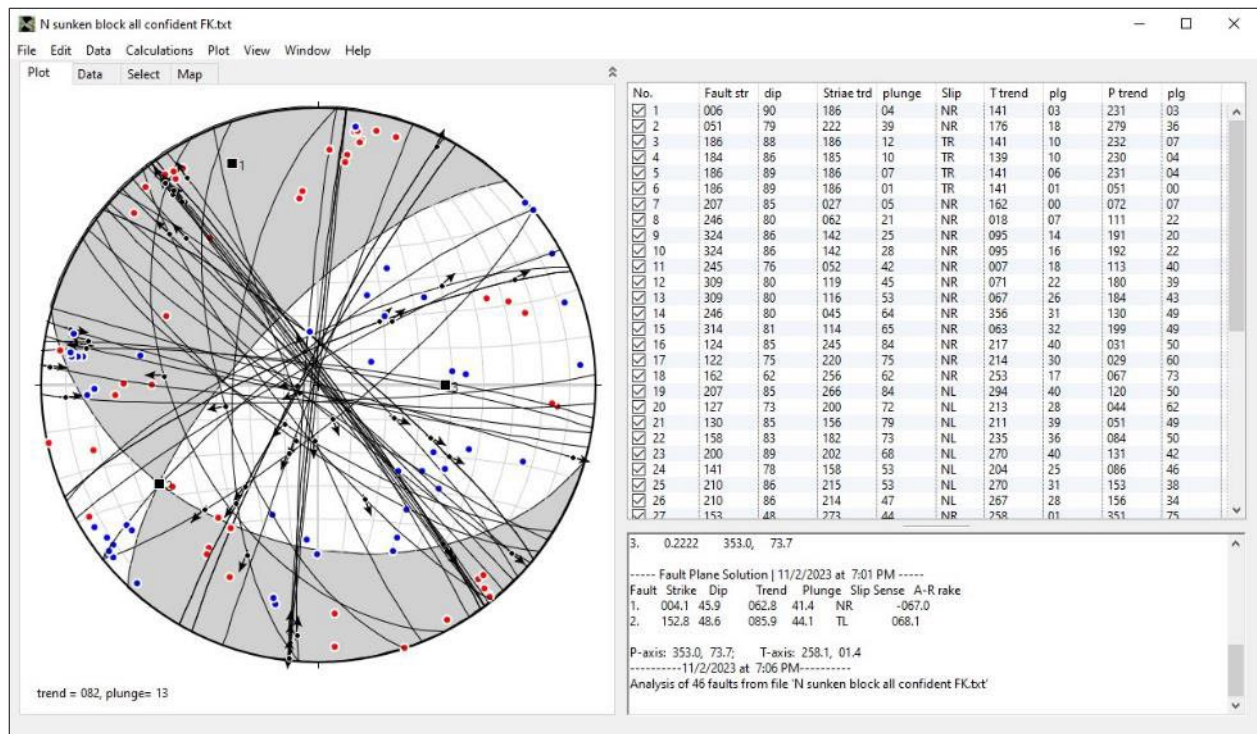 N sunken block all confident FK.txt
File Edit Data Calculations Plot View Window Help
Plot Data Select Map
1
2
3
trend = 082, plunge= 13
No. Fault str dip Striae trd plunge Slip T trend plg P trend plg
1 006 90 186 04 NR 141 03 231 03
2 051 79 222 39 NR 176 18 279 36
3 186 88 186 12 TR 141 10 232 07
4 184 86 185 10 TR 139 10 230 04
5 186 89 186 07 TR 141 06 231 04
6 186 89 186 01 TR 141 01 051 00
7 207 85 027 05 NR 162 00 072 07
8 246 80 062 21 NR 018 07 111 22
9 324 86 142 25 NR 095 14 191 20
10 324 86 142 28 NR 095 16 192 22
11 245 76 052 42 NR 007 18 113 40
12 309 80 119 45 NR 071 22 180 39
13 309 80 116 53 NR 067 26 184 43
14 246 80 045 64 NR 356 31 130 49
15 314 81 114 65 NR 063 32 199 49
16 124 85 245 84 NR 217 40 031 50
17 122 75 220 75 NR 214 30 029 60
18 162 62 256 62 NR 253 17 067 73
19 207 85 266 84 NL 294 40 120 50
20 127 73 200 72 NL 213 28 044 62
21 130 85 156 79 NL 211 39 051 49
22 158 83 182 73 NL 235 36 084 50
23 200 89 202 68 NL 270 40 131 42
24 141 78 158 53 NL 204 25 086 46
25 210 86 215 53 NL 270 31 153 38
26 210 86 214 47 NL 267 28 156 34
27 153 48 273 44 NR 258 01 351 75
3. 0.2222 353.0, 73.7
----- Fault Plane Solution | 11/2/2023 at 7:01 PM -----
Fault Strike Dip Trend Plunge Slip Sense A-R rake
1. 004.1 45.9 062.8 41.4 NR -067.0
2. 152.8 48.6 085.9 44.1 TL 068.1
P-axis: 353.0, 73.7; T-axis: 258.1, 01.4
----------11/2/2023 at 7:06 PM----------
Analysis of 46 faults from file 'N sunken block all confident FK.txt'